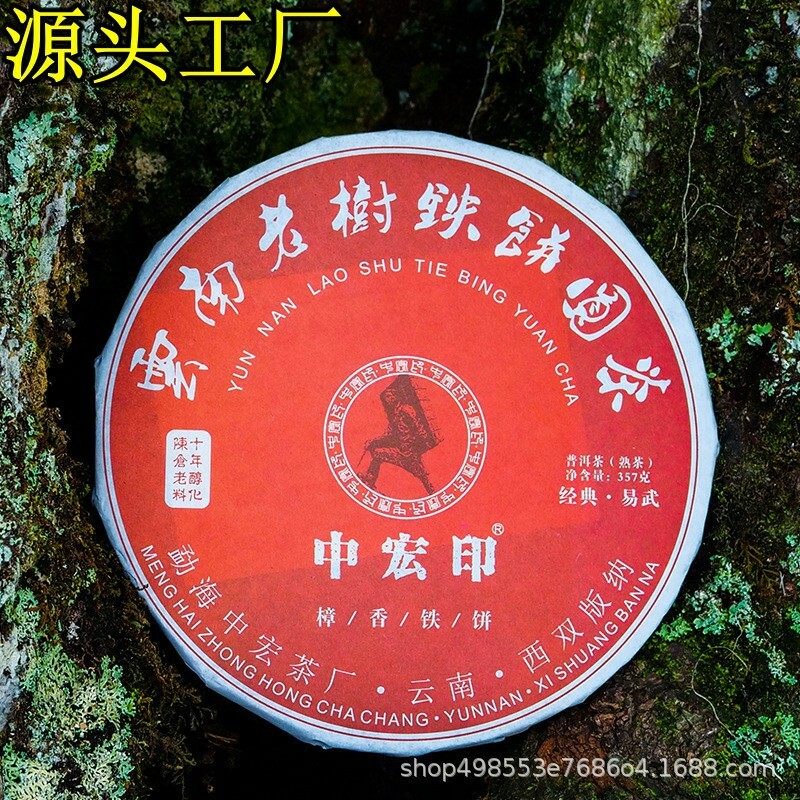 源头工厂
雲南老樹鉄餅圓茶
YUN NAN LAO SHU TIE BING YUAN CHA
十年醇化
陳倉老料
普洱茶（熟茶）
净含量：357克
经典·易武
中宏印®
樟/香/铁/饼
勐海中宏茶厂·云南·西双版纳
MENG HAI ZHONG HONG CHA CHANG·YUNNAN·XI SHUANG BAN NA
shop498553e7686o4.1688.com